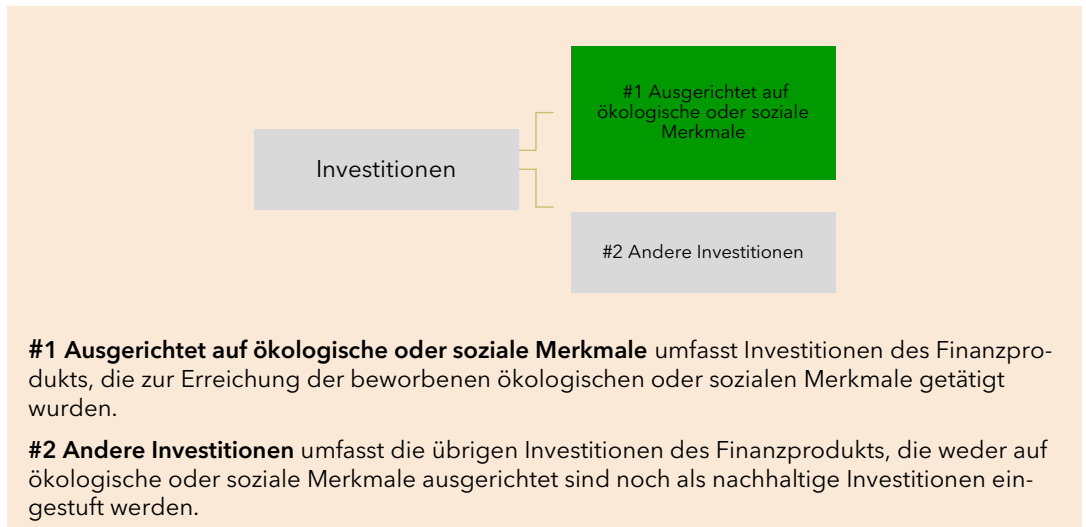 #1 Ausgerichtet auf
ökologische oder soziale
Merkmale
Investitionen
#2 Andere Investitionen
#1 Ausgerichtet auf ökologische oder soziale Merkmale umfasst Investitionen des Finanzpro-
dukts, die zur Erreichung der beworbenen ökologischen oder sozialen Merkmale getätigt
wurden.
#2 Andere Investitionen umfasst die übrigen Investitionen des Finanzprodukts, die weder auf
ökologische oder soziale Merkmale ausgerichtet sind noch als nachhaltige Investitionen ein-
gestuft werden.